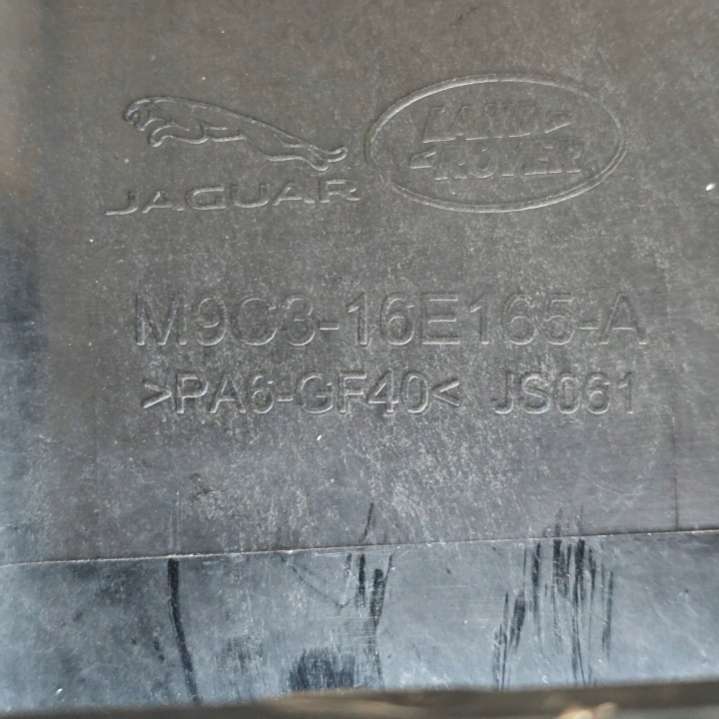 JAGUAR
LAND
ROVER
M9C3-16E165-A
>PA6-GF40< JS061